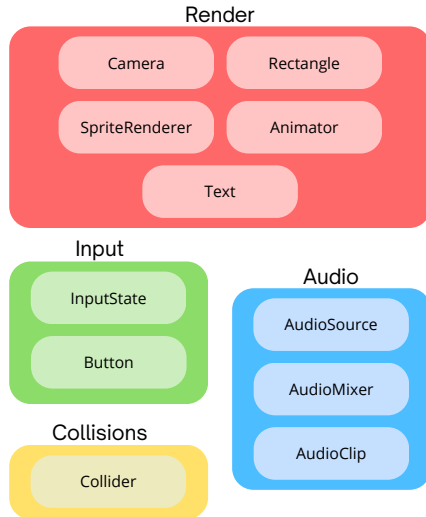 Render
Camera
Rectangle
SpriteRenderer
Animator
Text
Input
InputState
Button
Audio
AudioSource
AudioMixer
AudioClip
Collisions
Collider